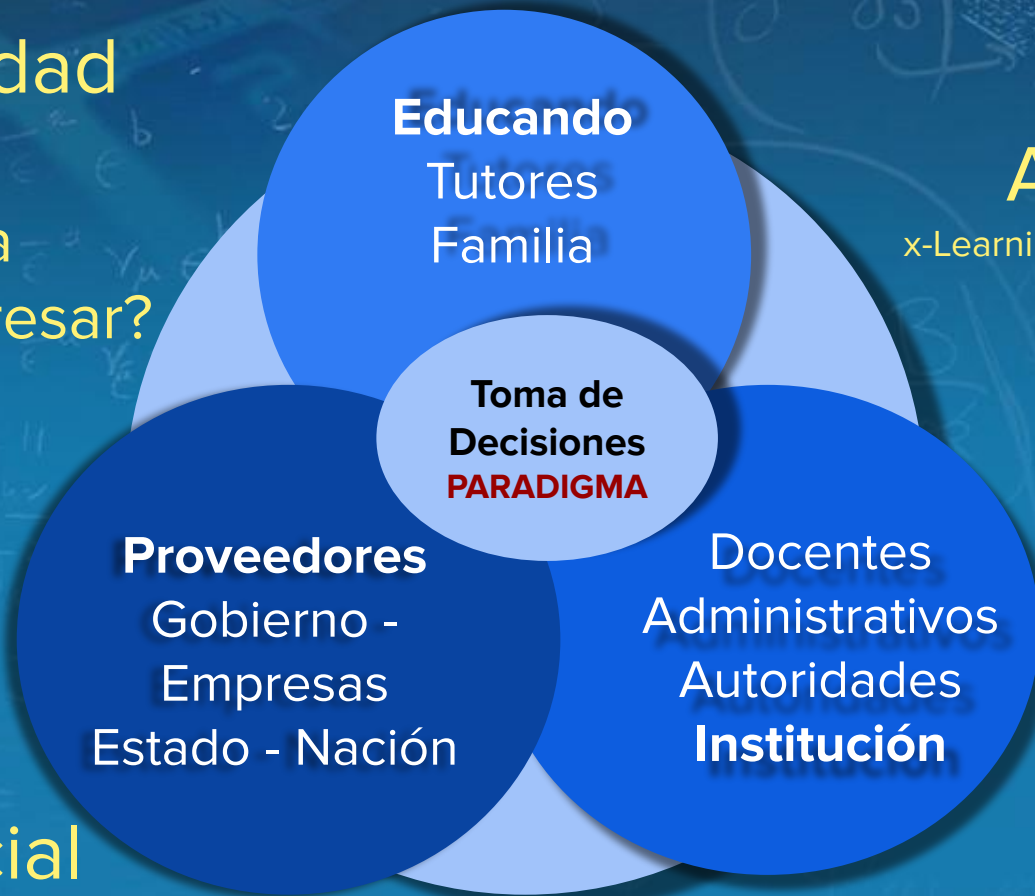 dad
A
a
resar?
x-Learni
Educando
Tutores
Familia
Toma de
Decisiones
PARADIGMA
Proveedores
Gobierno -
Empresas
Estado - Nación
Docentes
Administrativos
Autoridades
Institución
cial